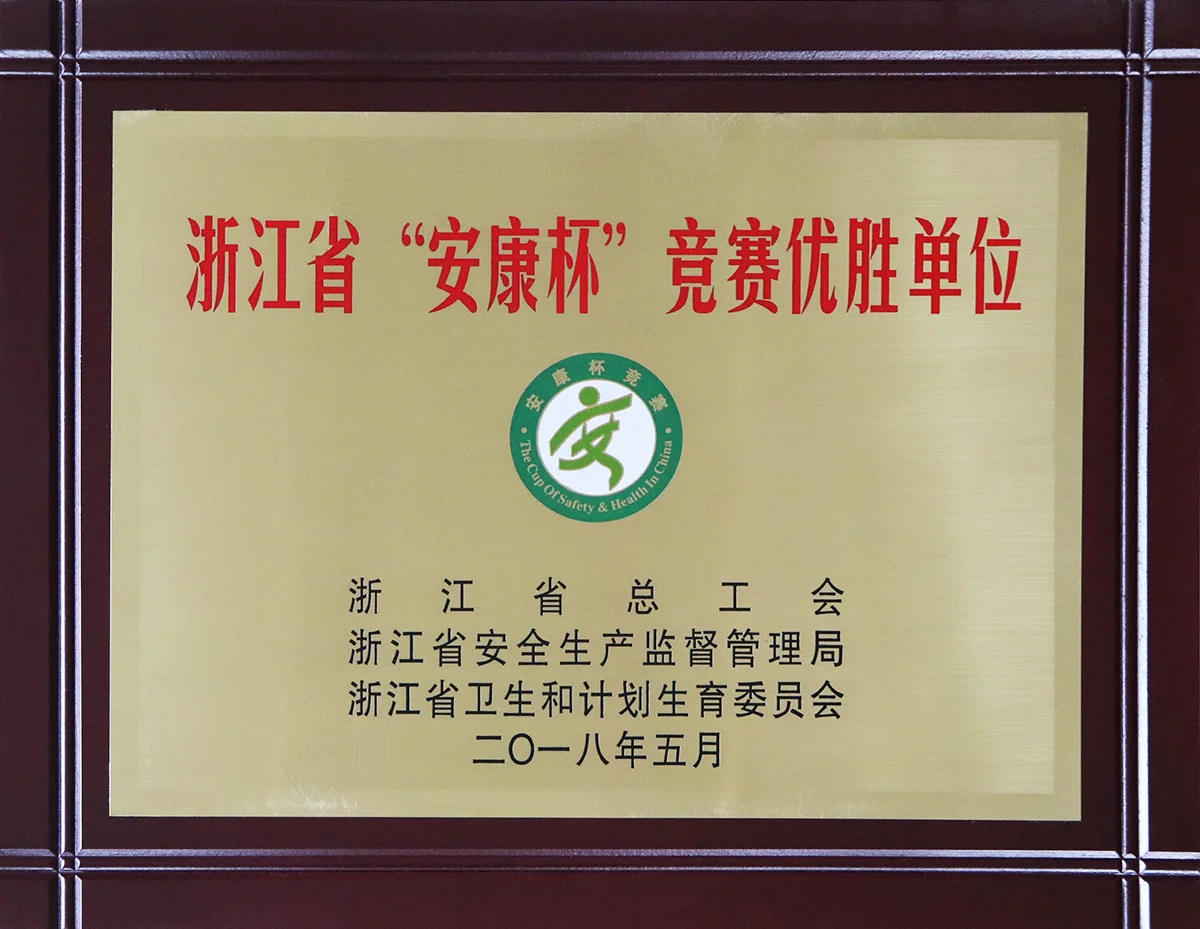 浙江省“安康杯”竞赛优胜单位
安康杯竞赛
安
The Cup Of Safety & Health In China
浙江省总工会
浙江省安全生产监督管理局
浙江省卫生和计划生育委员会
二〇一八年五月